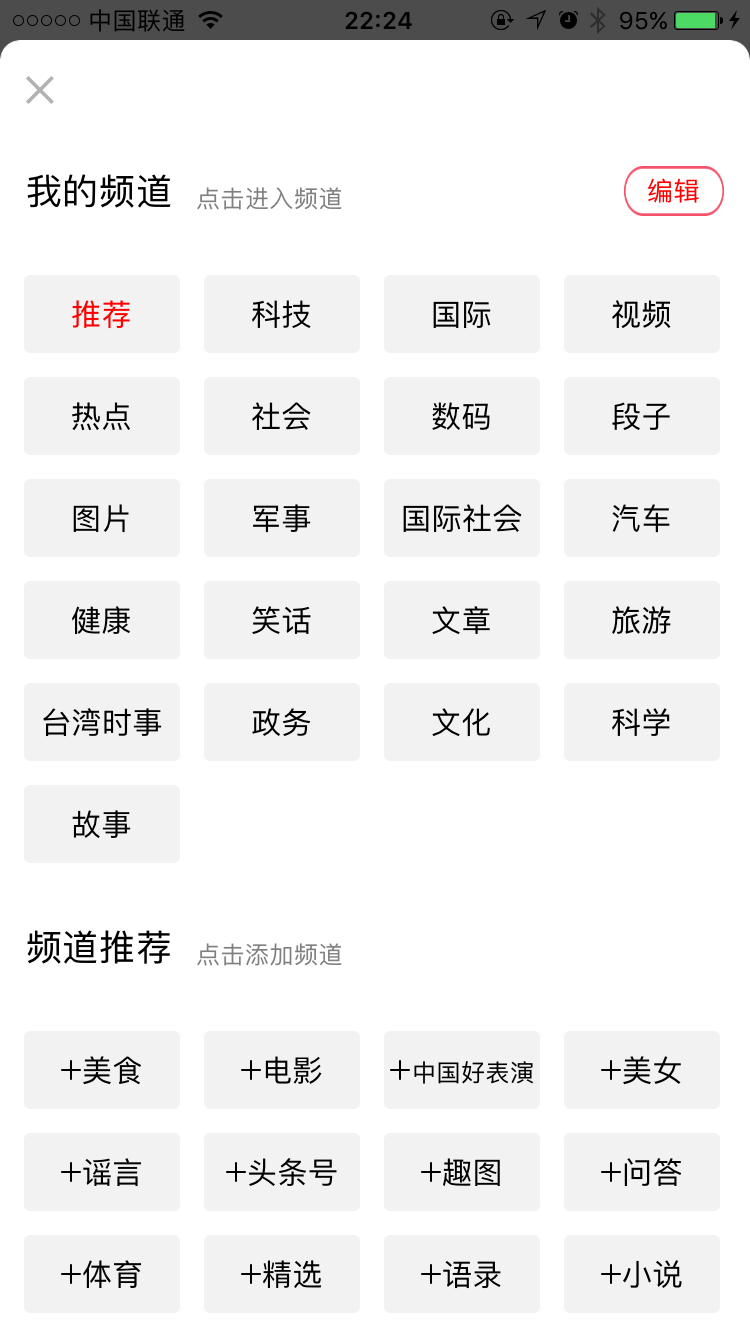 中国联通 22:24 95%
我的频道 点击进入频道 编辑
推荐 科技 国际 视频
热点 社会 数码 段子
图片 军事 国际社会 汽车
健康 笑话 文章 旅游
台湾时事 政务 文化 科学
故事
频道推荐 点击添加频道
+美食 +电影 +中国好表演 +美女
+谣言 +头条号 +趣图 +问答
+体育 +精选 +语录 +小说